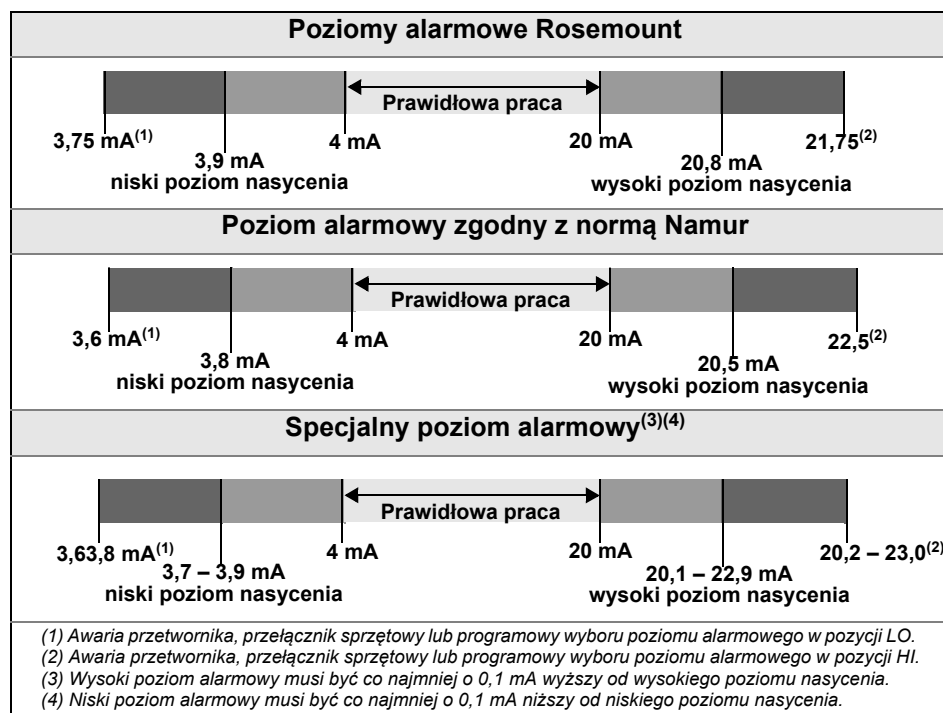 Poziomy alarmowe Rosemount
Prawidłowa praca
3,75 mA(1)
4 mA
20 mA
21,75(2)
3,9 mA
niski poziom nasycenia
20,8 mA
wysoki poziom nasycenia
Poziom alarmowy zgodny z normą Namur
Prawidłowa praca
3,6 mA(1)
4 mA
20 mA
22,5(2)
3,8 mA
niski poziom nasycenia
20,5 mA
wysoki poziom nasycenia
Specjalny poziom alarmowy(3)(4)
Prawidłowa praca
3,63,8 mA(1)
4 mA
20 mA
20,2 – 23,0(2)
3,7 – 3,9 mA
niski poziom nasycenia
20,1 – 22,9 mA
wysoki poziom nasycenia
(1) Awaria przetwornika, przełącznik sprzętowy lub programowy wyboru poziomu alarmowego w pozycji LO.
(2) Awaria przetwornika, przełącznik sprzętowy lub programowy wyboru poziomu alarmowego w pozycji HI.
(3) Wysoki poziom alarmowy musi być co najmniej o 0,1 mA wyższy od wysokiego poziomu nasycenia.
(4) Niski poziom alarmowy musi być co najmniej o 0,1 mA niższy od niskiego poziomu nasycenia.